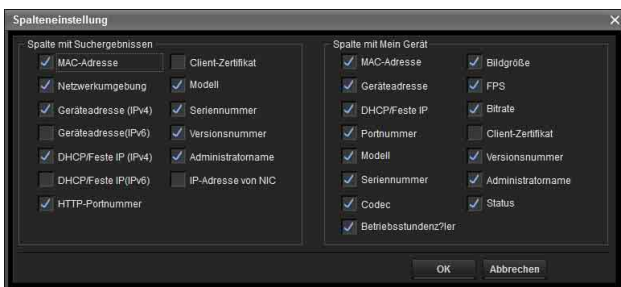 Spalteneinstellung
Spalte mit Suchergebnissen
MAC-Adresse
Client-Zertifikat
Netzwerkumgebung
Modell
Geräteadresse (IPv4)
Seriennummer
Geräteadresse(IPv6)
Versionsnummer
DHCP/Feste IP (IPv4)
Administratorname
DHCP/Feste IP(IPv6)
IP-Adresse von NIC
HTTP-Portnummer
Spalte mit Mein Gerät
MAC-Adresse
Bildgröße
Geräteadresse
FPS
DHCP/Feste IP
Bitrate
Portnummer
Client-Zertifikat
Modell
Versionsnummer
Seriennummer
Administratorname
Codec
Status
Betriebsstundenz?ler
OK
Abbrechen